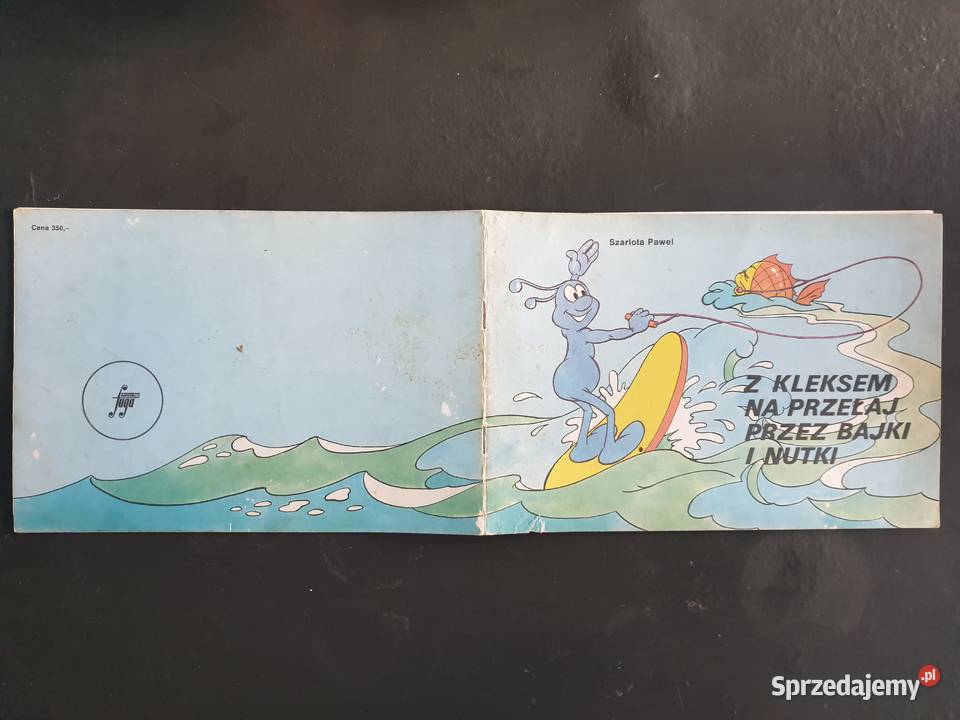 Cena 350,–
Szarlota Pawel
Z KLEKSEM
NA PRZEŁAJ
PRZEZ BAJKI
I NUTKI
fuga
Sprzedajemy.pl